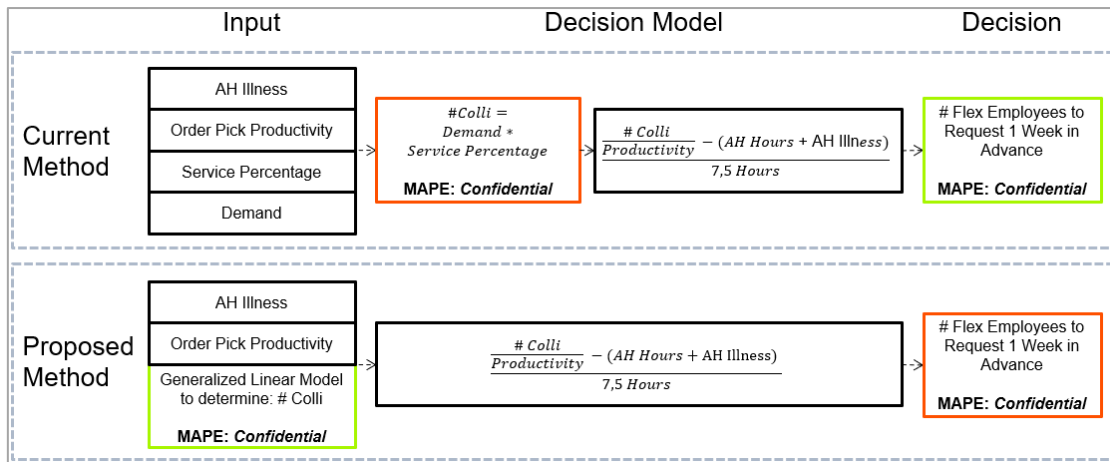 Input
Decision Model
Decision
Current
Method
AH Illness
Order Pick Productivity
Service Percentage
Demand
#Colli =
Demand *
Service Percentage
MAPE: Confidential
# Colli
Productivity − (AH Hours + AH Illness)
7,5 Hours
# Flex Employees to
Request 1 Week in
Advance
MAPE: Confidential
Proposed
Method
AH Illness
Order Pick Productivity
Generalized Linear Model
to determine: # Colli
MAPE: Confidential
# Colli
Productivity − (AH Hours + AH Illness)
7,5 Hours
# Flex Employees to
Request 1 Week in
Advance
MAPE: Confidential